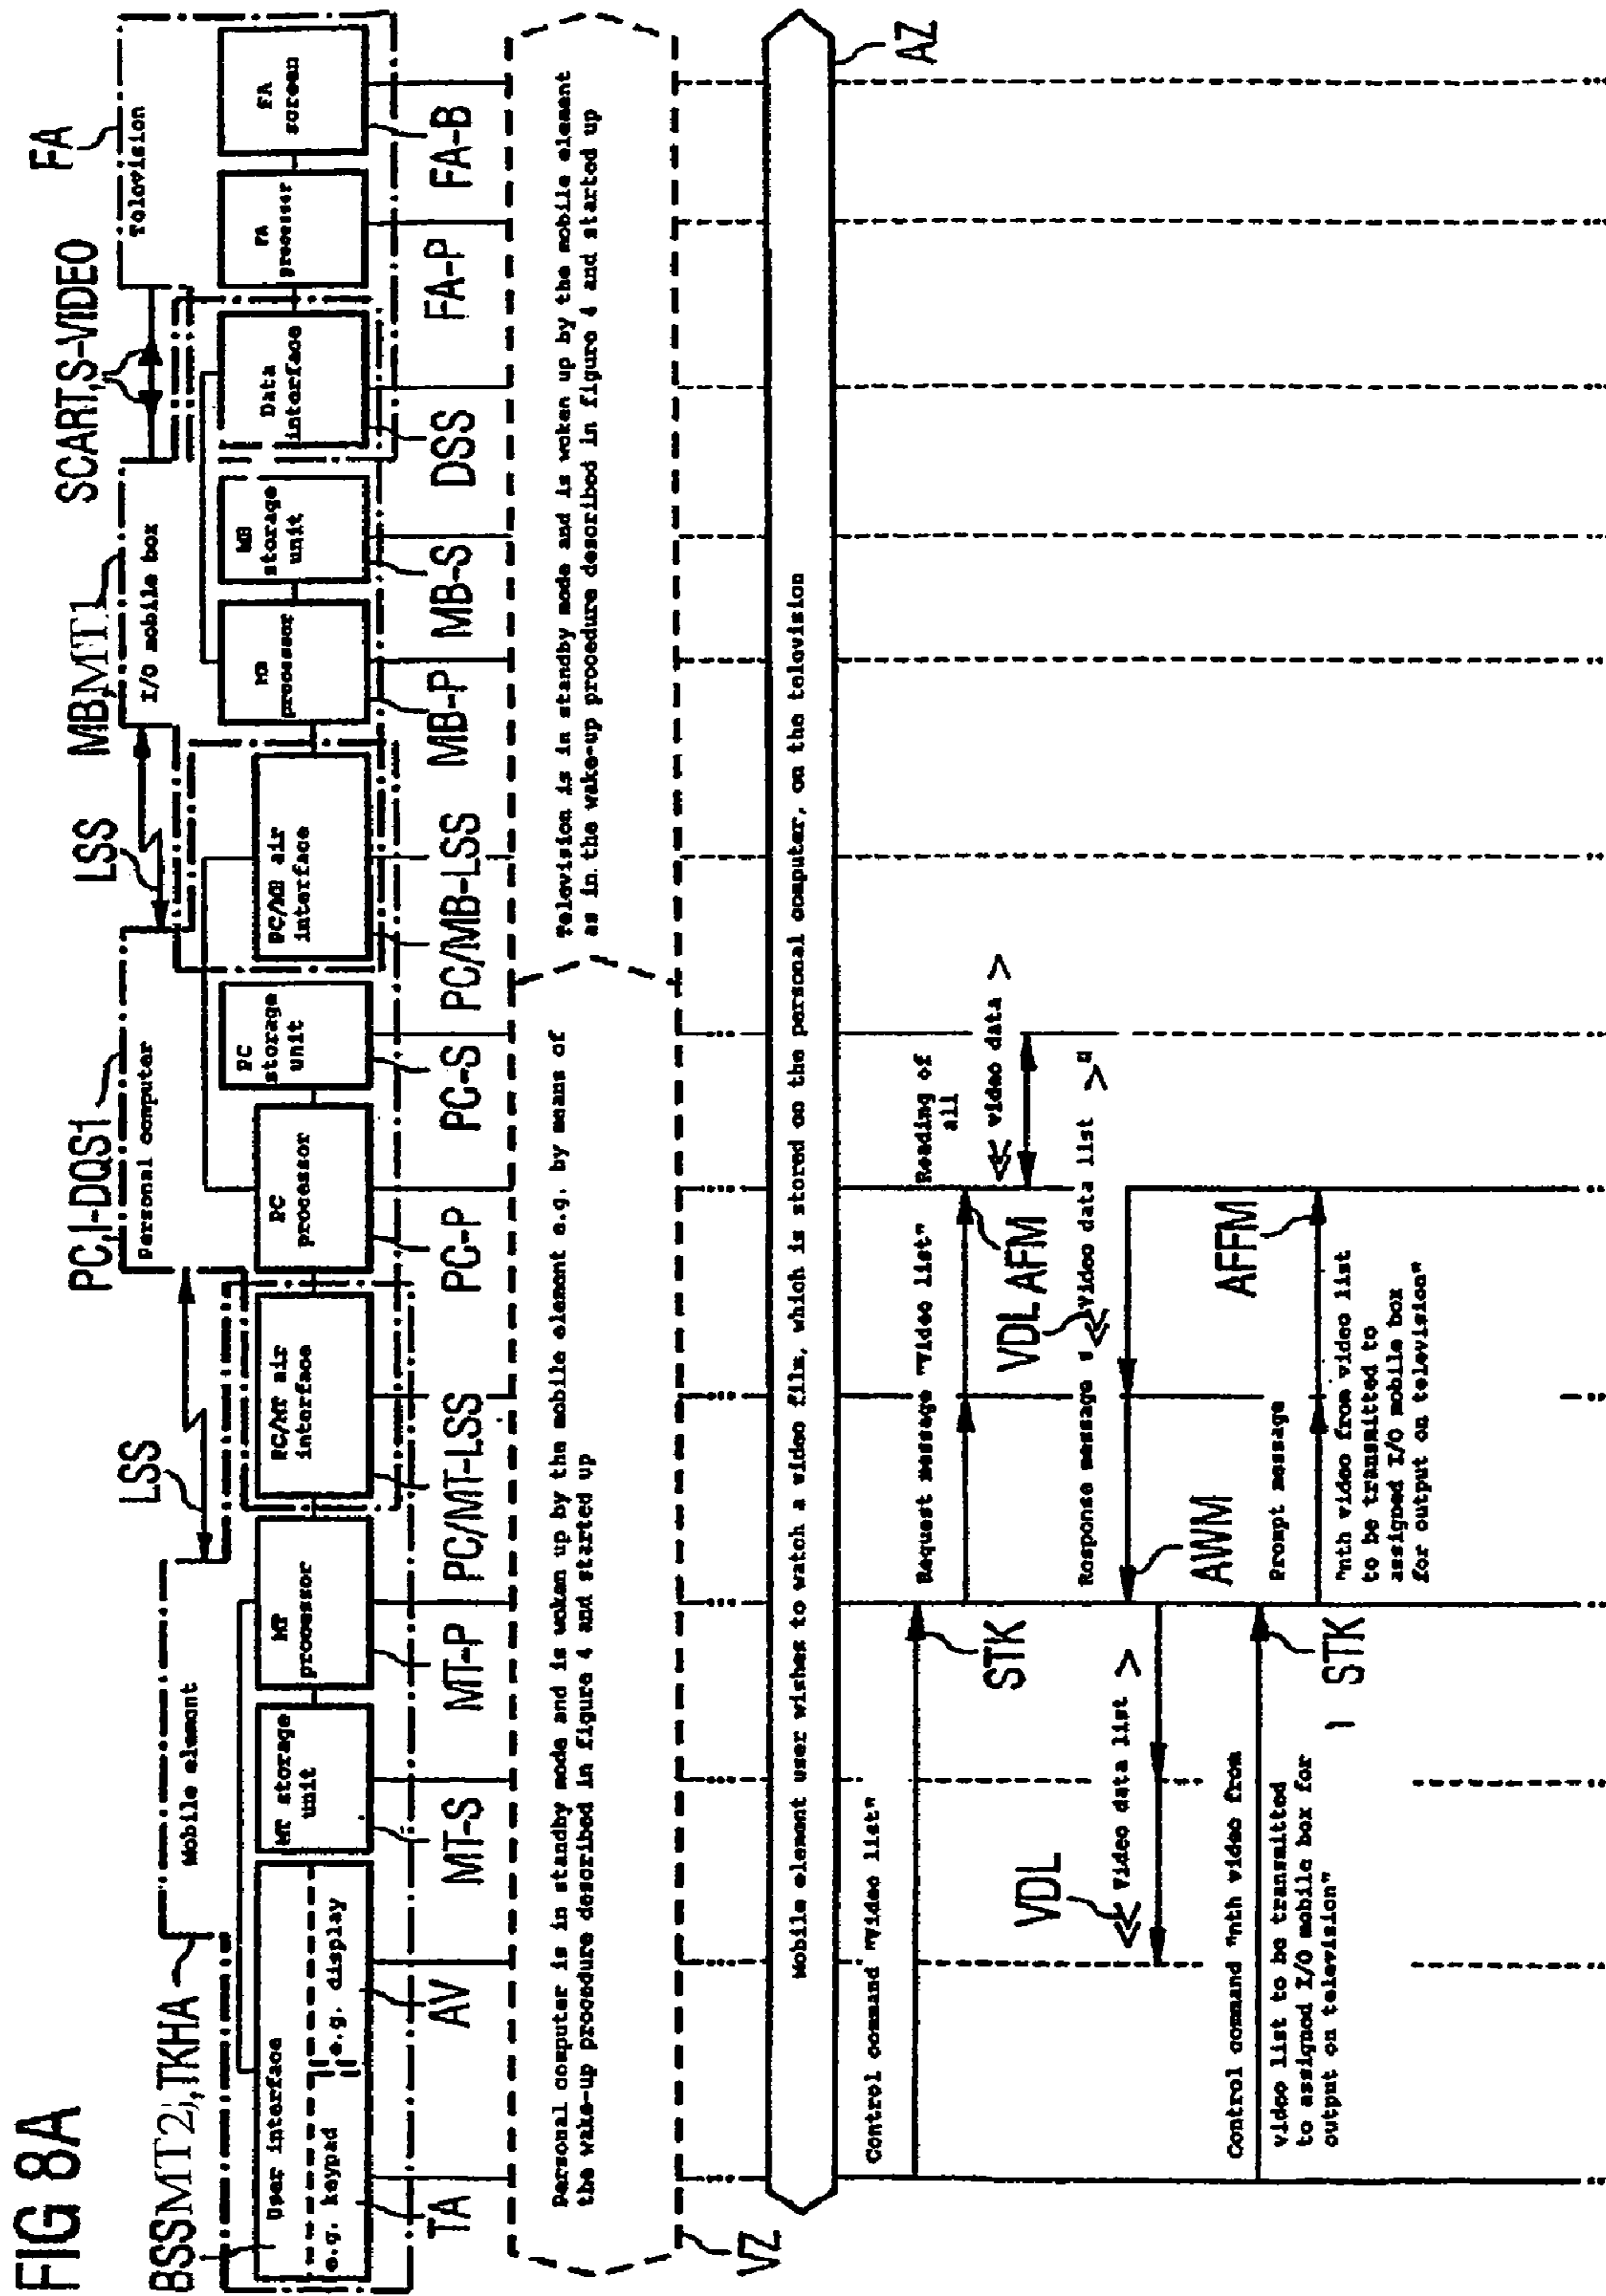 FIG 8A
BSS
MT2,TKHA
LSS
PC,I-DQS1
LSS
MB,MT1
SCART,S-VIDEO
FA
Mobile element
Personal computer
I/O mobile box
Television
User interface
e.g. keypad
e.g. display
MT storage
unit
MT
processor
PC/MT air
interface
PC
processor
PC
storage
unit
PC/MB air
interface
MB
processor
MB
storage
unit
Data
interface
FA
processor
FA
screen
TA
AV
MT-S
MT-P
PC/MT-LSS
PC-P
PC-S
PC/MB-LSS
MB-P
MB-S
DSS
FA-P
FA-B
Personal computer is in standby mode and is woken up by the mobile element e.g. by means of
the wake-up procedure described in figure 4 and started up
Television is in standby mode and is woken up by the mobile element
as in the wake-up procedure described in figure 4 and started up
VZ
Mobile element user wishes to watch a video film, which is stored on the personal computer, on the television
AZ
Control command "Video list"
STK
Request message "Video list"
AFM
Reading of
all
<< video data >
VDL
Response message "<<Video data list >"
AWM
VDL
<< Video data list >
Control command "nth video from
video list to be transmitted
to assigned I/O mobile box for
output on television"
STK
Prompt message
"nth video from video list
to be transmitted to
assigned I/O mobile box
for output on television"
AFFM